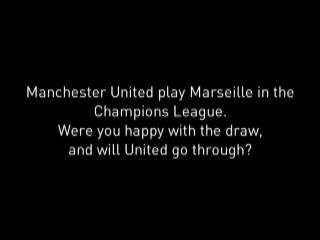 Manchester United play Marseille in the
Champions League.
Were you happy with the draw,
and will United go through?